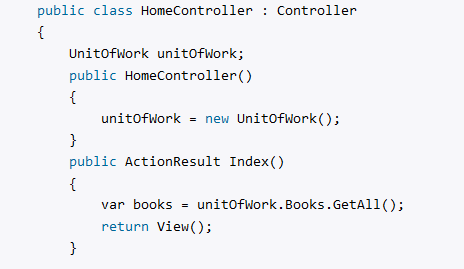 public class HomeController : Controller
{
    UnitOfWork unitOfWork;
    public HomeController()
    {
        unitOfWork = new UnitOfWork();
    }
    public ActionResult Index()
    {
        var books = unitOfWork.Books.GetAll();
        return View();
    }